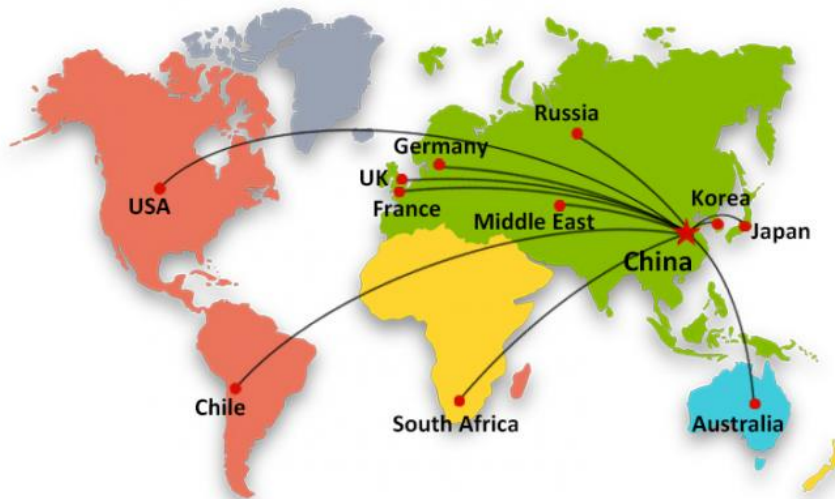 Russia
Germany
UK
USA
France
Middle East
Korea
Japan
China
Chile
South Africa
Australia